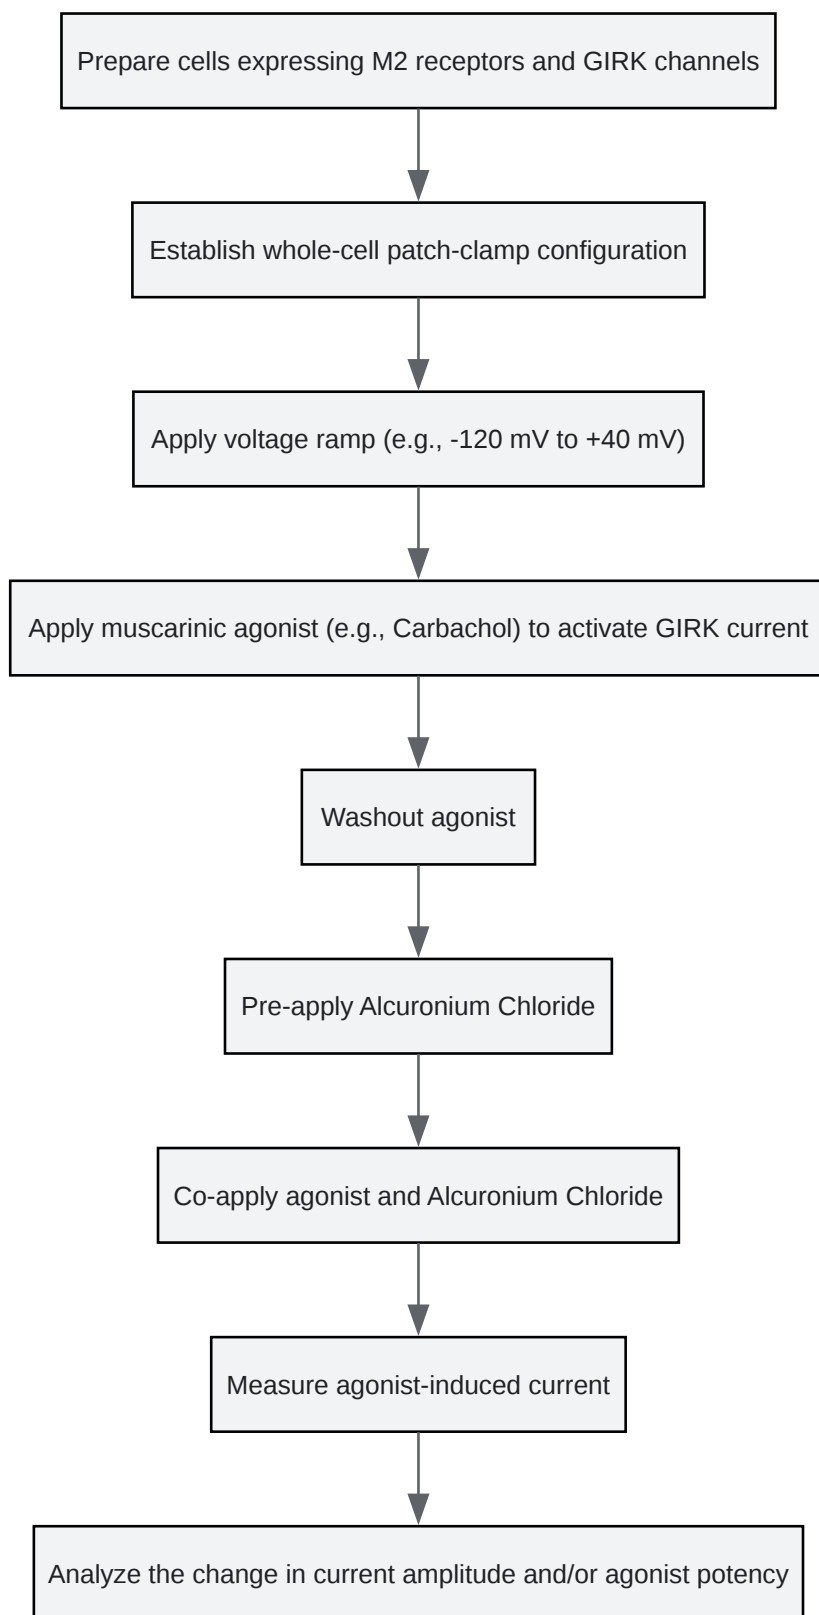 Prepare cells expressing M2 receptors and GIRK channels
Establish whole-cell patch-clamp configuration
Apply voltage ramp (e.g., -120 mV to +40 mV)
Apply muscarinic agonist (e.g., Carbachol) to activate GIRK current
Washout agonist
Pre-apply Alcuronium Chloride
Co-apply agonist and Alcuronium Chloride
Measure agonist-induced current
Analyze the change in current amplitude and/or agonist potency